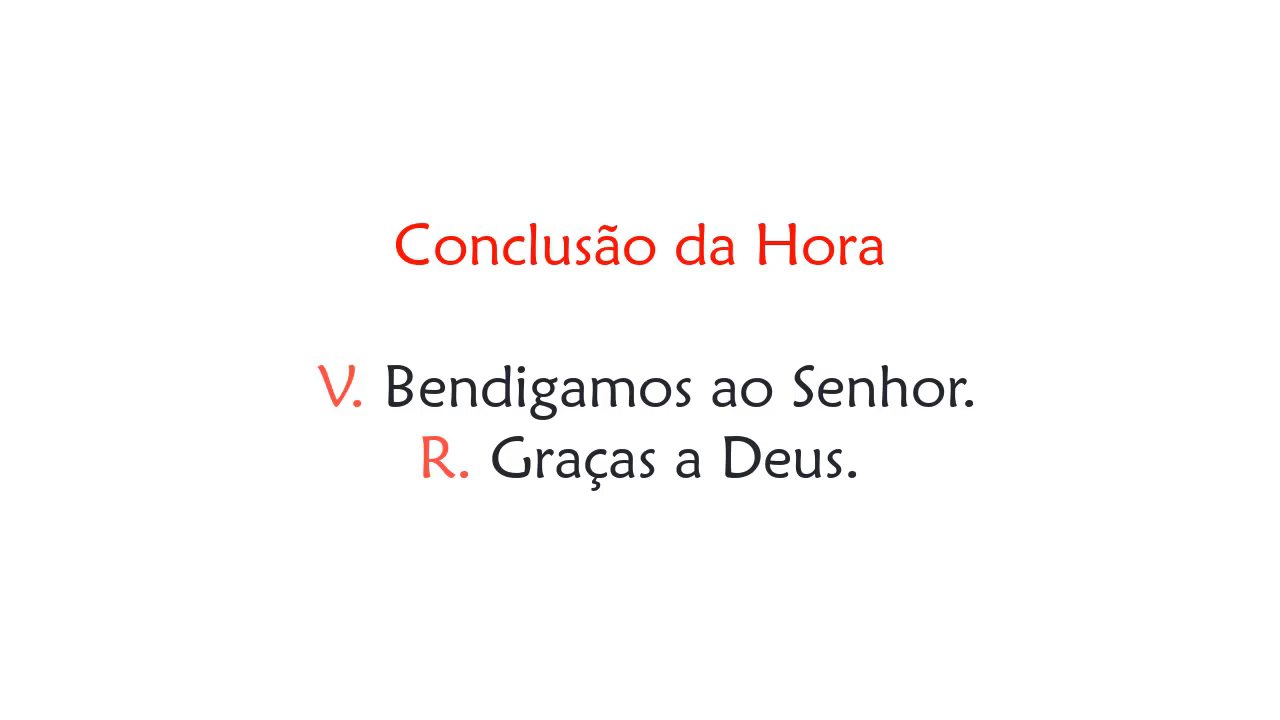 Conclusão da Hora
V. Bendigamos ao Senhor.
R. Graças a Deus.